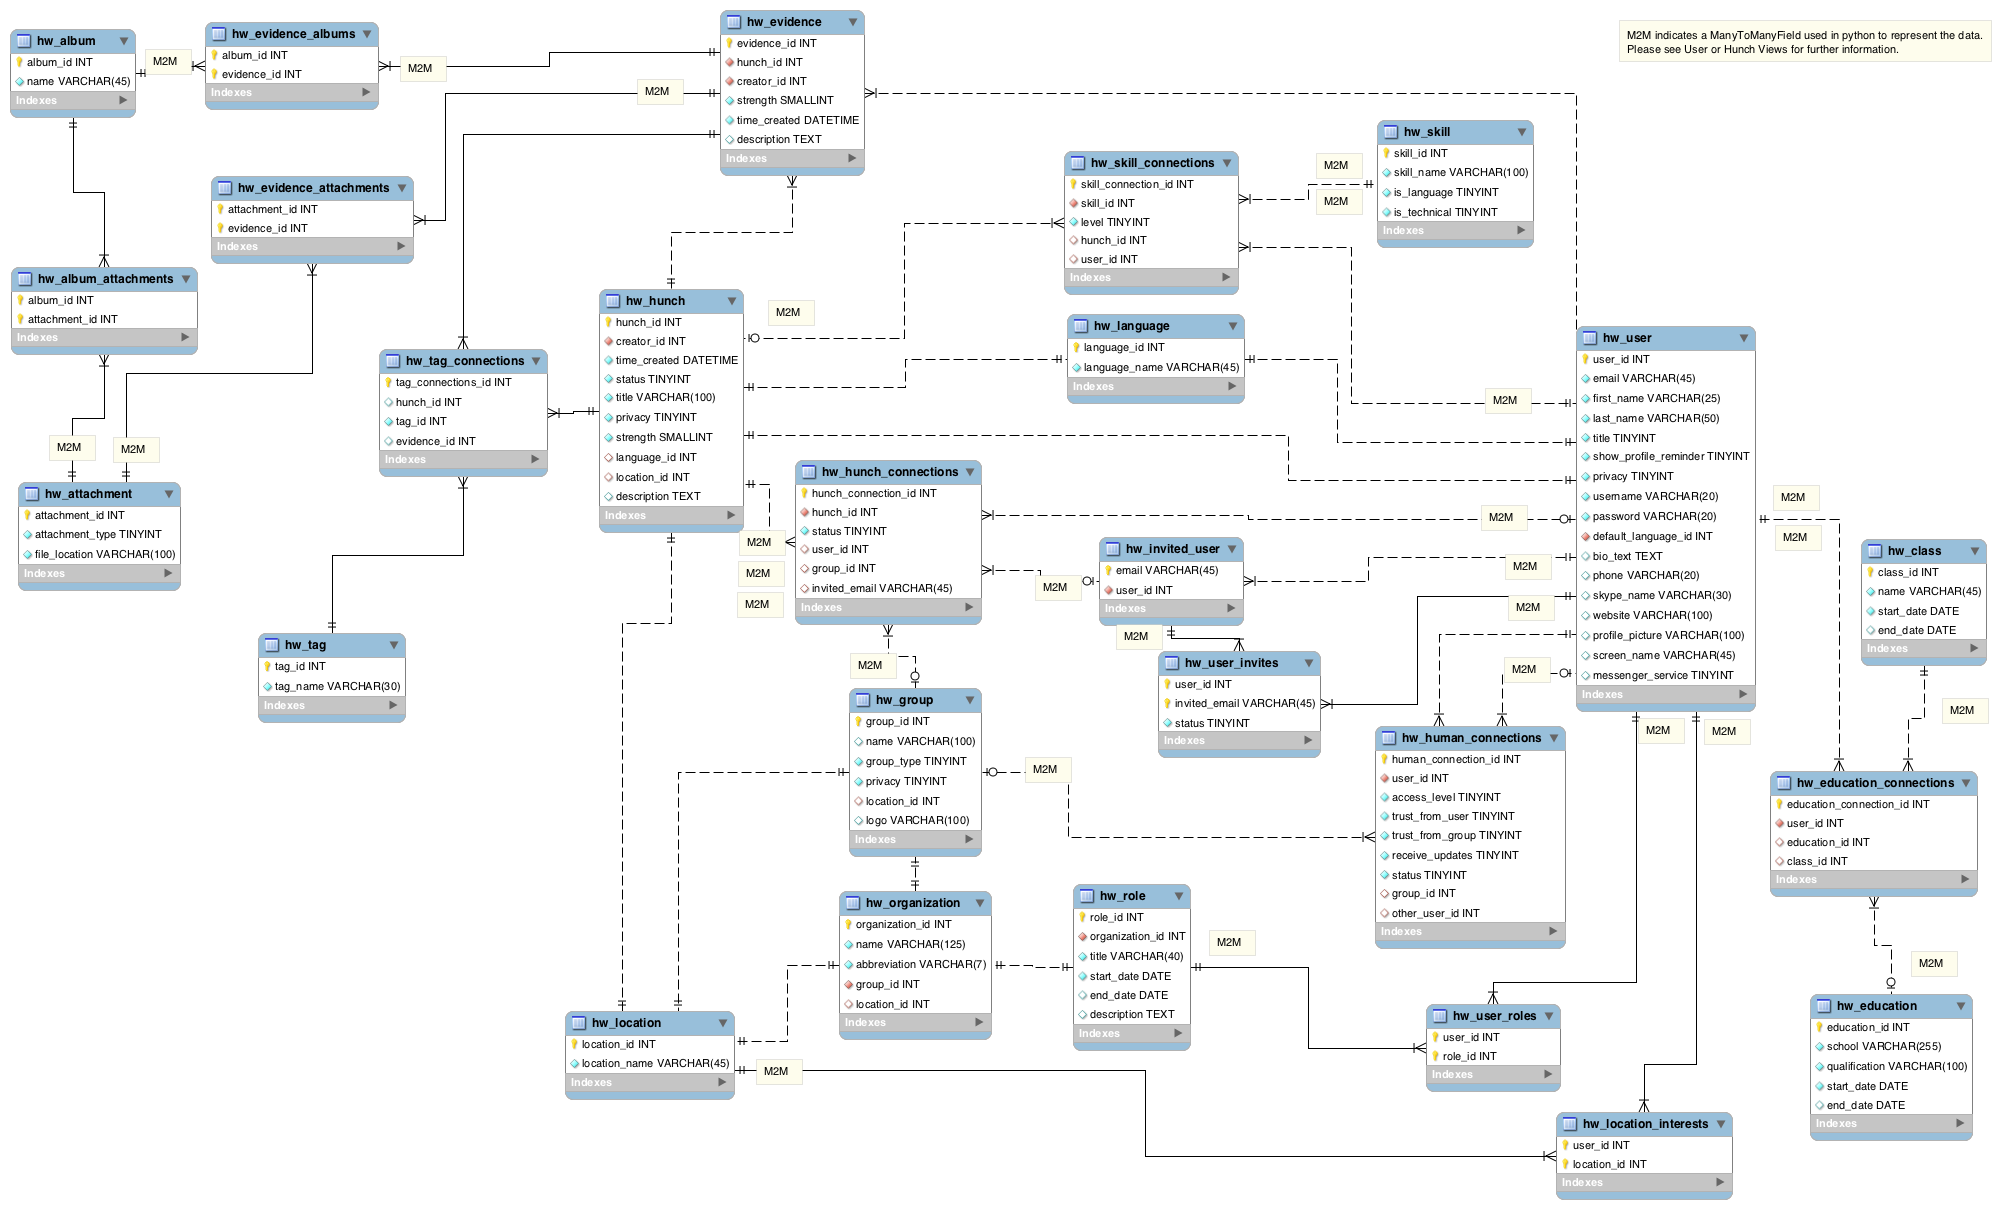 hw_album
album_id INT
name VARCHAR(45)
Indexes
M2M
hw_evidence_albums
album_id INT
evidence_id INT
Indexes
M2M
hw_evidence
evidence_id INT
hunch_id INT
creator_id INT
strength SMALLINT
time_created DATETIME
description TEXT
Indexes
M2M
M2M indicates a ManyToManyField used in python to represent the data.
Please see User or Hunch Views for further information.
hw_evidence_attachments
attachment_id INT
evidence_id INT
Indexes
hw_skill_connections
skill_connection_id INT
skill_id INT
level TINYINT
hunch_id INT
user_id INT
Indexes
M2M
M2M
hw_skill
skill_id INT
skill_name VARCHAR(100)
is_language TINYINT
is_technical TINYINT
Indexes
hw_album_attachments
album_id INT
attachment_id INT
Indexes
hw_hunch
hunch_id INT
creator_id INT
time_created DATETIME
status TINYINT
title VARCHAR(100)
privacy TINYINT
strength SMALLINT
language_id INT
location_id INT
description TEXT
Indexes
M2M
hw_language
language_id INT
language_name VARCHAR(45)
Indexes
hw_user
user_id INT
email VARCHAR(45)
first_name VARCHAR(25)
last_name VARCHAR(50)
title TINYINT
show_profile_reminder TINYINT
privacy TINYINT
username VARCHAR(20)
password VARCHAR(20)
default_language_id INT
bio_text TEXT
phone VARCHAR(20)
skype_name VARCHAR(30)
website VARCHAR(100)
profile_picture VARCHAR(100)
screen_name VARCHAR(45)
messenger_service TINYINT
Indexes
hw_tag_connections
tag_connections_id INT
hunch_id INT
tag_id INT
evidence_id INT
Indexes
M2M
M2M
M2M
hw_attachment
attachment_id INT
attachment_type TINYINT
file_location VARCHAR(100)
Indexes
hw_hunch_connections
hunch_connection_id INT
hunch_id INT
status TINYINT
user_id INT
group_id INT
invited_email VARCHAR(45)
Indexes
M2M
M2M
M2M
M2M
M2M
M2M
hw_invited_user
email VARCHAR(45)
user_id INT
Indexes
M2M
M2M
M2M
M2M
M2M
hw_class
class_id INT
name VARCHAR(45)
start_date DATE
end_date DATE
Indexes
M2M
hw_tag
tag_id INT
tag_name VARCHAR(30)
Indexes
M2M
hw_user_invites
user_id INT
invited_email VARCHAR(45)
status TINYINT
Indexes
M2M
hw_group
group_id INT
name VARCHAR(100)
group_type TINYINT
privacy TINYINT
location_id INT
logo VARCHAR(100)
Indexes
M2M
hw_human_connections
human_connection_id INT
user_id INT
access_level TINYINT
trust_from_user TINYINT
trust_from_group TINYINT
receive_updates TINYINT
status TINYINT
group_id INT
other_user_id INT
Indexes
M2M
M2M
hw_education_connections
education_connection_id INT
user_id INT
education_id INT
class_id INT
Indexes
M2M
hw_organization
organization_id INT
name VARCHAR(125)
abbreviation VARCHAR(7)
group_id INT
location_id INT
Indexes
hw_role
role_id INT
organization_id INT
title VARCHAR(40)
start_date DATE
end_date DATE
description TEXT
Indexes
M2M
hw_education
education_id INT
school VARCHAR(255)
qualification VARCHAR(100)
start_date DATE
end_date DATE
Indexes
hw_user_roles
user_id INT
role_id INT
Indexes
hw_location
location_id INT
location_name VARCHAR(45)
Indexes
M2M
hw_location_interests
user_id INT
location_id INT
Indexes